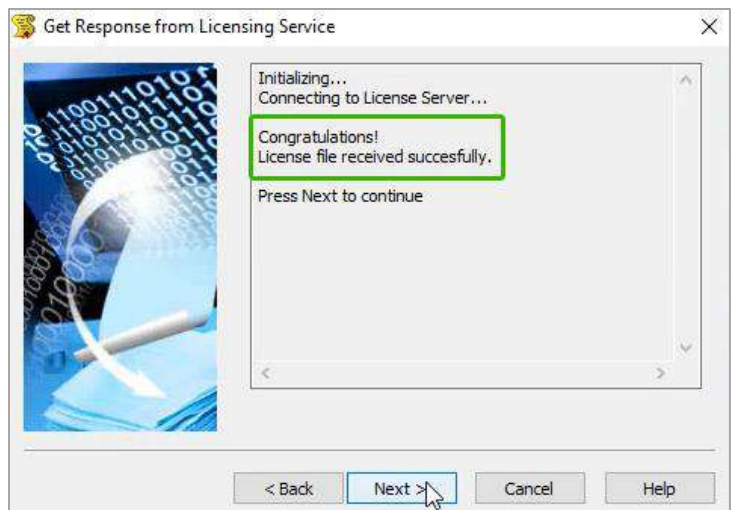 Get Response from Licensing Service
Initializing...
Connecting to License Server...
Congratulations!
License file received succesfully.
Press Next to continue
< Back
Next >
Cancel
Help